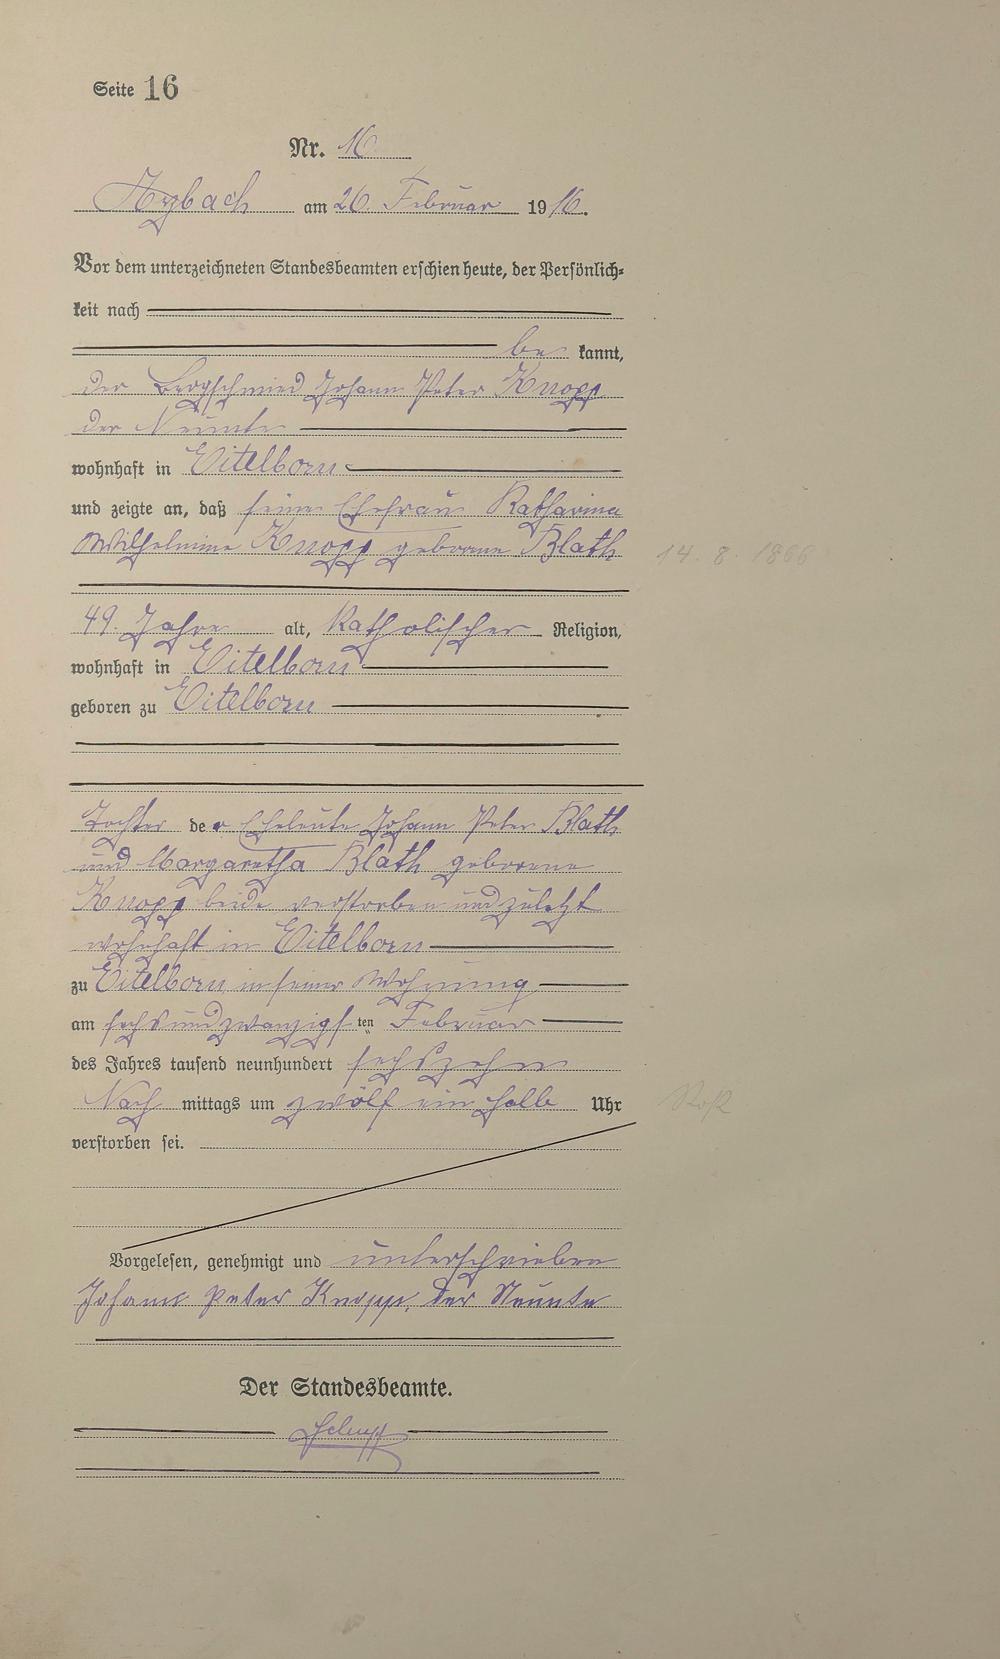 Seite 16
Nr. 16
Arzbach am 26. Februar 1916.
Vor dem unterzeichneten Standesbeamten erschien heute, der Persönlich-
keit nach
be kannt,
der Bergschmied Johann Peter Knopp
der Neunte
wohnhaft in Eitelborn
und zeigte an, daß seine Ehefrau Katharina
Wilhelmine Knopp geborene Blath
14. 8. 1866
49. Jahre alt, Katholischer Religion,
wohnhaft in Eitelborn
geboren zu Eitelborn
Tochter der Eheleute Johann Peter Blath
und Margaretha Blath geborene
Knopp beide verstorben und zuletzt
wohnhaft in Eitelborn
zu Eitelborn in seiner Wohnung
am sechsundzwanzigsten Februar
des Jahres tausend neunhundert sechszehn
Nach mittags um zwölf ein halb Uhr
verstorben sei.
Vorgelesen, genehmigt und unterschrieben
Johann Peter Knopp, der Neunte
Der Standesbeamte.